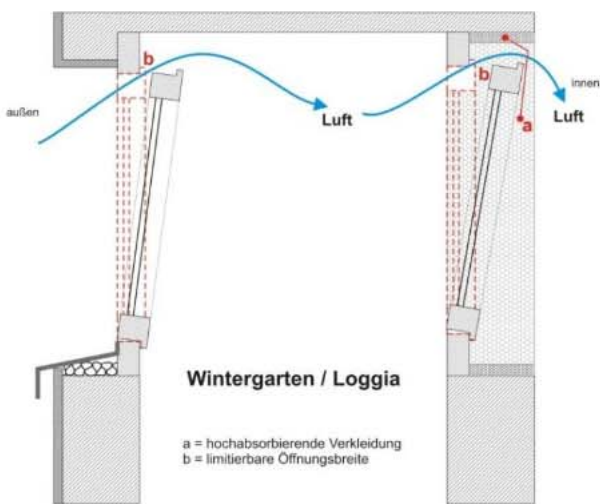 b
b
außen
innen
Luft
Luft
a
Wintergarten / Loggia
a = hochabsorbierende Verkleidung
b = limitierbare Öffnungsbreite